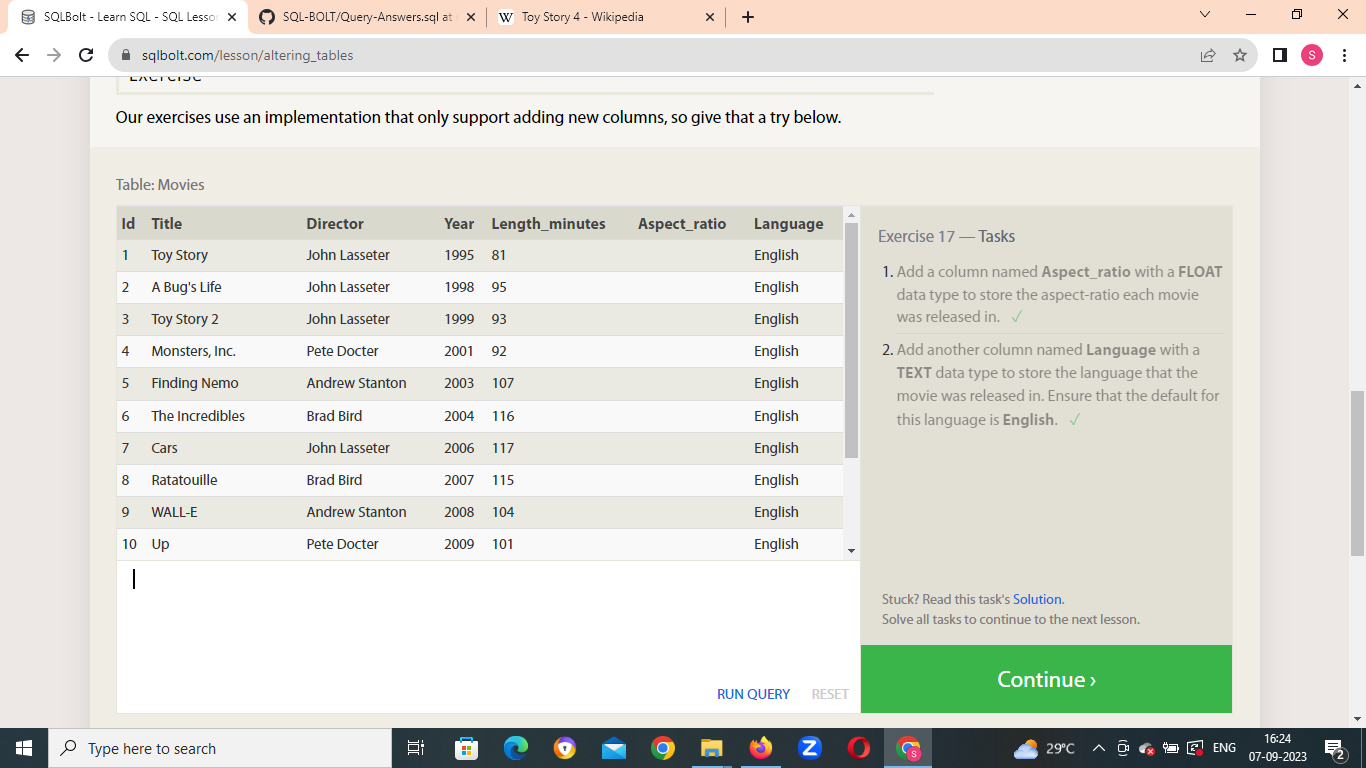 SQLBolt - Learn SQL - SQL Lesson
SQL-BOLT/Query-Answers.sql at
Toy Story 4 - Wikipedia
sqlbolt.com/lesson/altering_tables
S
Exercise
Our exercises use an implementation that only support adding new columns, so give that a try below.
Table: Movies
Id Title Director Year Length_minutes Aspect_ratio Language
1 Toy Story John Lasseter 1995 81 English
2 A Bug's Life John Lasseter 1998 95 English
3 Toy Story 2 John Lasseter 1999 93 English
4 Monsters, Inc. Pete Docter 2001 92 English
5 Finding Nemo Andrew Stanton 2003 107 English
6 The Incredibles Brad Bird 2004 116 English
7 Cars John Lasseter 2006 117 English
8 Ratatouille Brad Bird 2007 115 English
9 WALL-E Andrew Stanton 2008 104 English
10 Up Pete Docter 2009 101 English
RUN QUERY RESET
Exercise 17 — Tasks
1. Add a column named Aspect_ratio with a FLOAT
data type to store the aspect-ratio each movie
was released in. ✓
2. Add another column named Language with a
TEXT data type to store the language that the
movie was released in. Ensure that the default for
this language is English. ✓
Stuck? Read this task's Solution.
Solve all tasks to continue to the next lesson.
Continue ›
Type here to search
29°C
ENG
16:24
07-09-2023
2